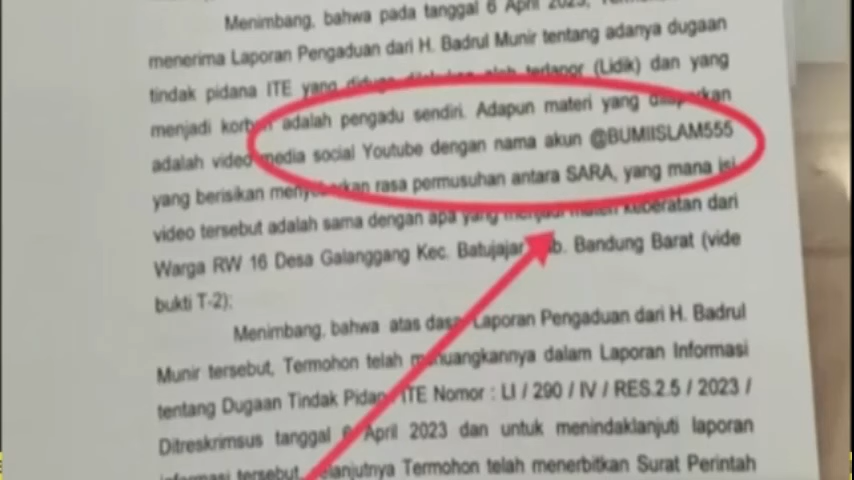 Menimbang, bahwa pada tanggal 6 April 2023,
menerima Laporan Pengaduan dari H. Badrul Munir tentang adanya dugaan
tindak pidana ITE yang diduga dilakukan oleh terlapor (Lidik) dan yang
menjadi korban adalah pengadu sendiri. Adapun materi yang dilaporkan
adalah video media social Youtube dengan nama akun @BUMIISLAM555
yang berisikan menyebarkan rasa permusuhan antara SARA, yang mana isi
video tersebut adalah sama dengan apa yang menjadi materi keberatan dari
Warga RW 16 Desa Galanggang Kec. Batujajar Kab. Bandung Barat (vide
bukti T-2);
Menimbang, bahwa atas dasar Laporan Pengaduan dari H. Badrul
Munir tersebut, Termohon telah menuangkannya dalam Laporan Informasi
tentang Dugaan Tindak Pidana ITE Nomor : LI / 290 / IV / RES.2.5 / 2023 /
Ditreskrimsus tanggal 6 April 2023 dan untuk menindaklanjuti laporan
informasi tersebut, selanjutnya Termohon telah menerbitkan Surat Perintah